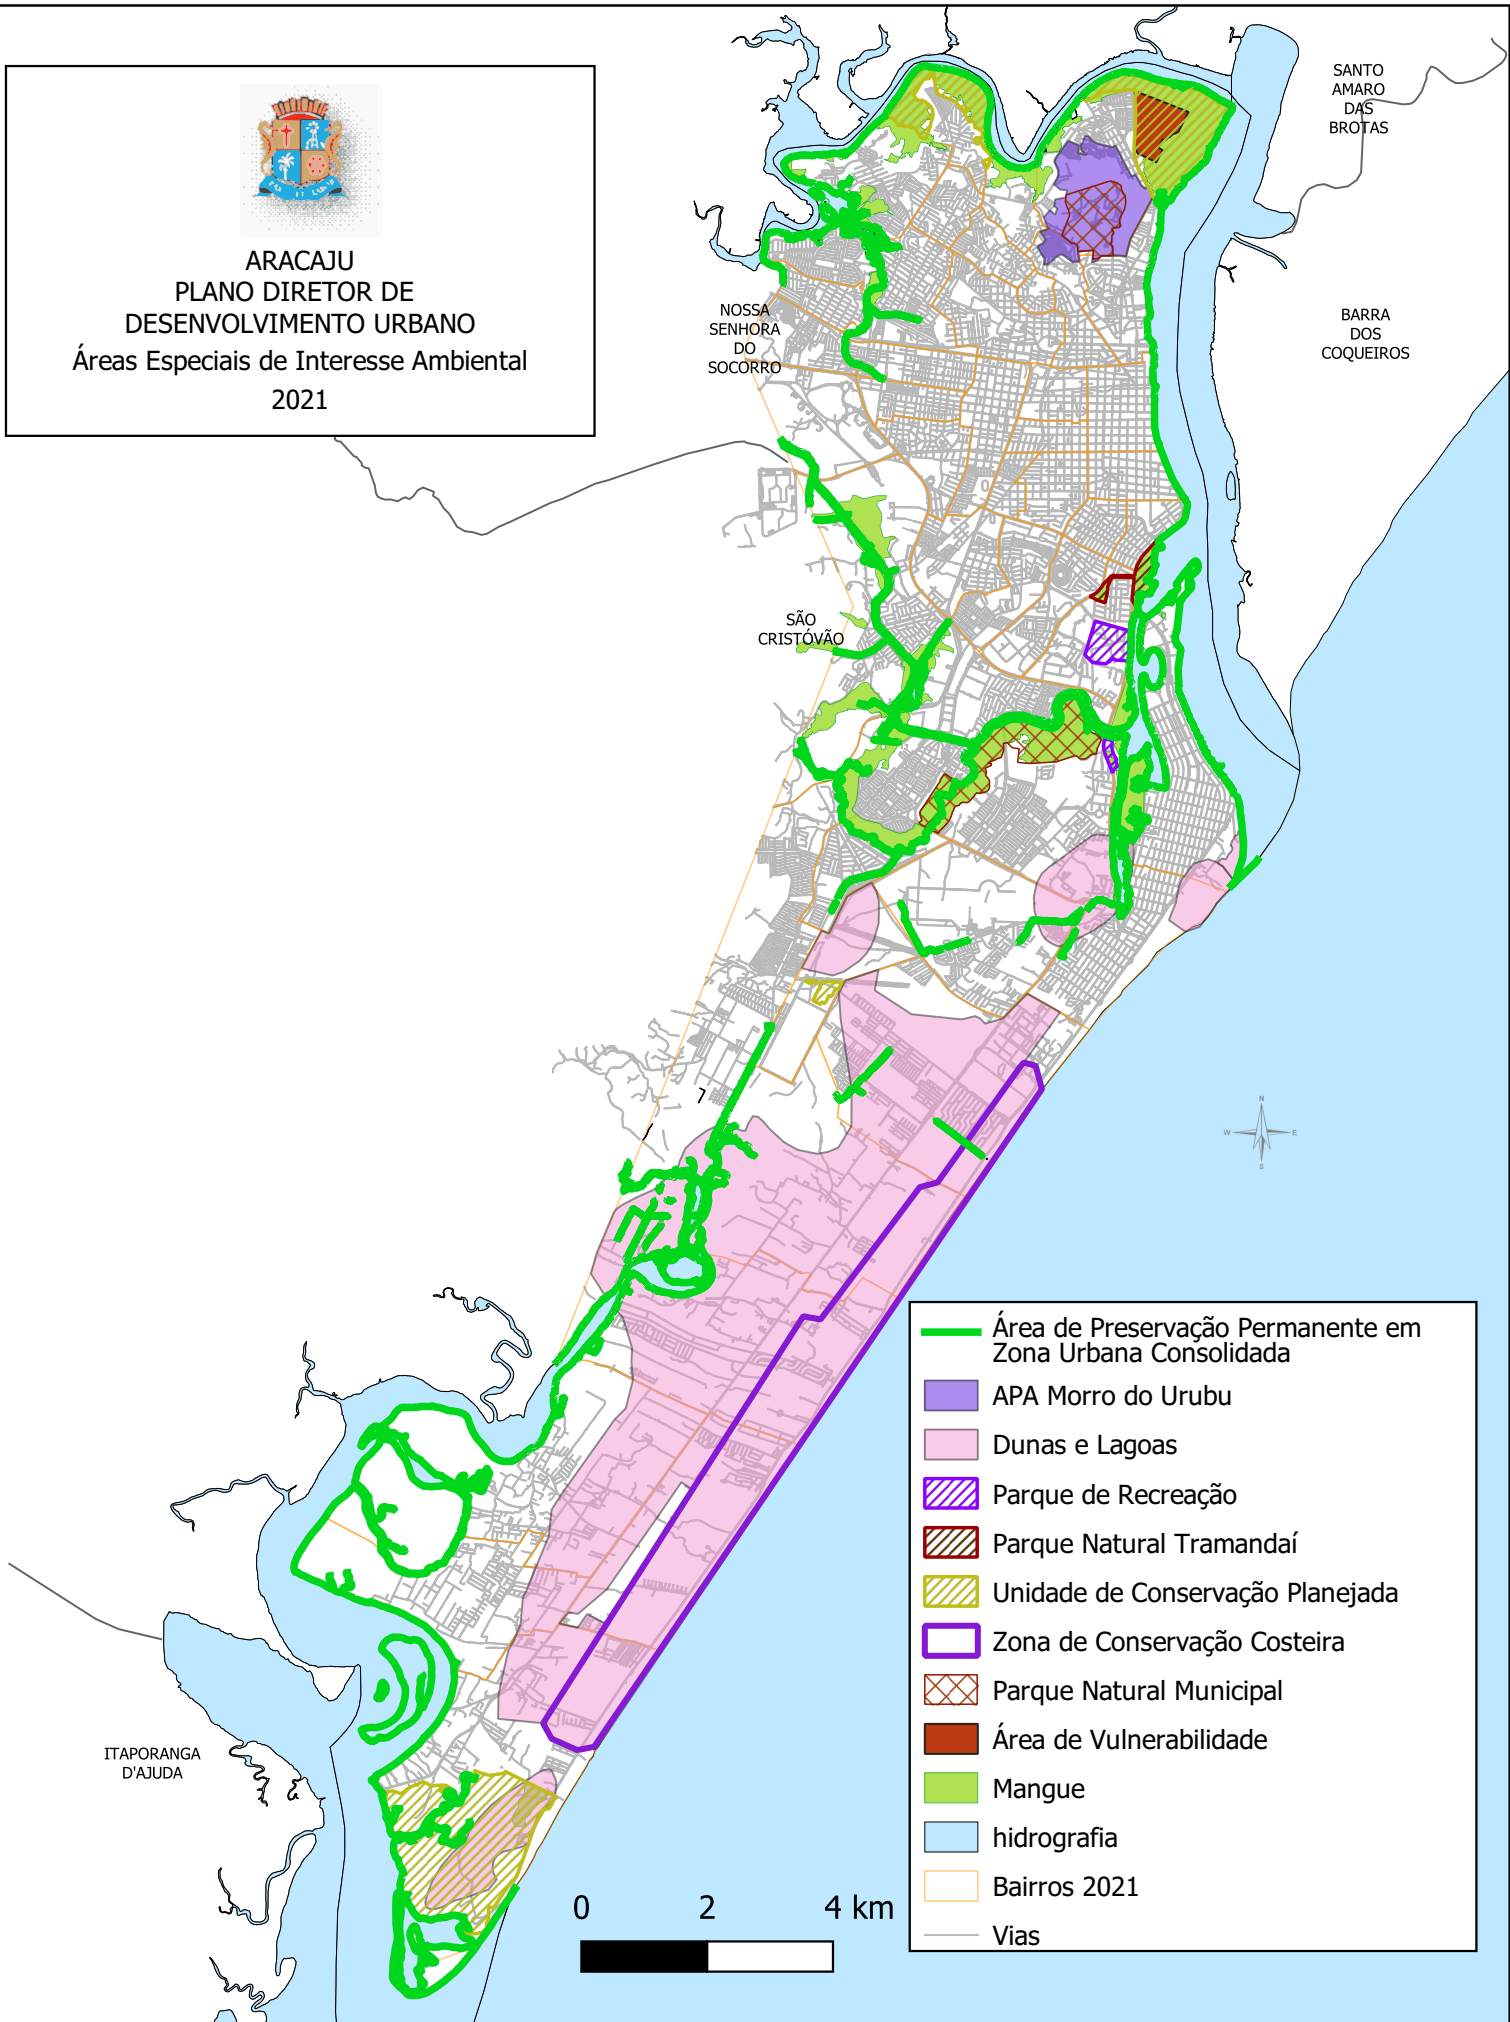 ARACAJU
PLANO DIRETOR DE
DESENVOLVIMENTO URBANO
Áreas Especiais de Interesse Ambiental
2021
SANTO
AMARO
DAS
BROTAS
NOSSA
SENHORA
DO
SOCORRO
BARRA
DOS
COQUEIROS
SÃO
CRISTÓVÃO
N
W E
S
ITAPORANGA
D'AJUDA
Área de Preservação Permanente em
Zona Urbana Consolidada
APA Morro do Urubu
Dunas e Lagoas
Parque de Recreação
Parque Natural Tramandaí
Unidade de Conservação Planejada
Zona de Conservação Costeira
Parque Natural Municipal
Área de Vulnerabilidade
Mangue
hidrografia
Bairros 2021
Vias
0 2 4 km